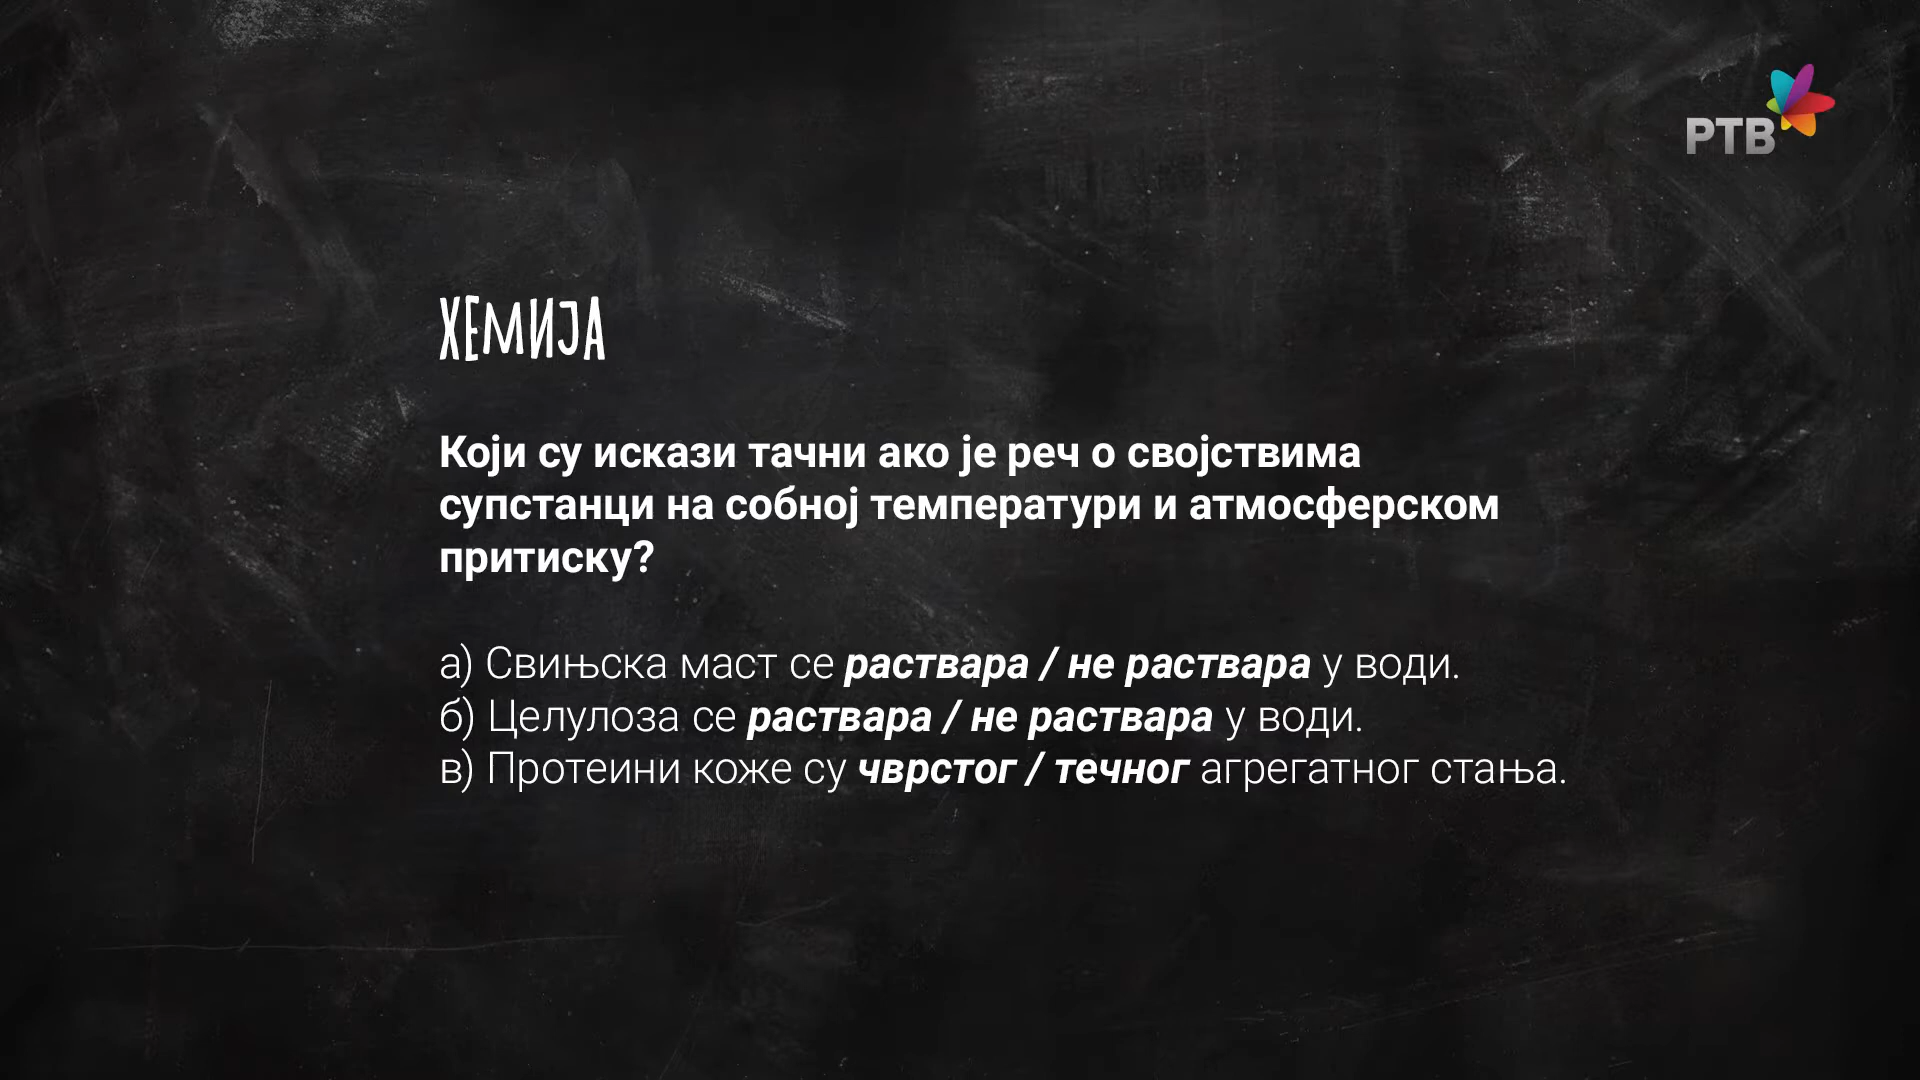 РТВ
ХЕМИЈА
Који су искази тачни ако је реч о својствима
супстанци на собној температури и атмосферском
притиску?
а) Свињска маст се раствара / не раствара у води.
б) Целулоза се раствара / не раствара у води.
в) Протеини коже су чврстог / течног агрегатног стања.